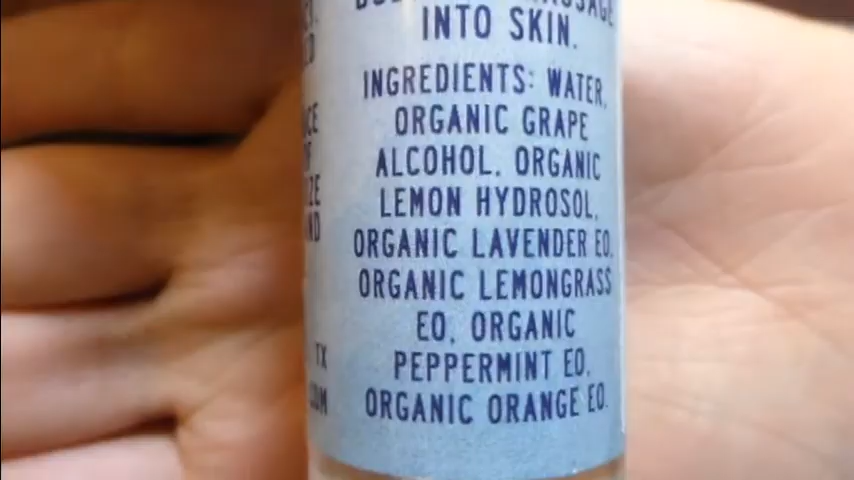 INTO SKIN.
INGREDIENTS: WATER,
ORGANIC GRAPE
ALCOHOL, ORGANIC
LEMON HYDROSOL,
ORGANIC LAVENDER EO,
ORGANIC LEMONGRASS
EO, ORGANIC
PEPPERMINT EO,
ORGANIC ORANGE EO.
TX